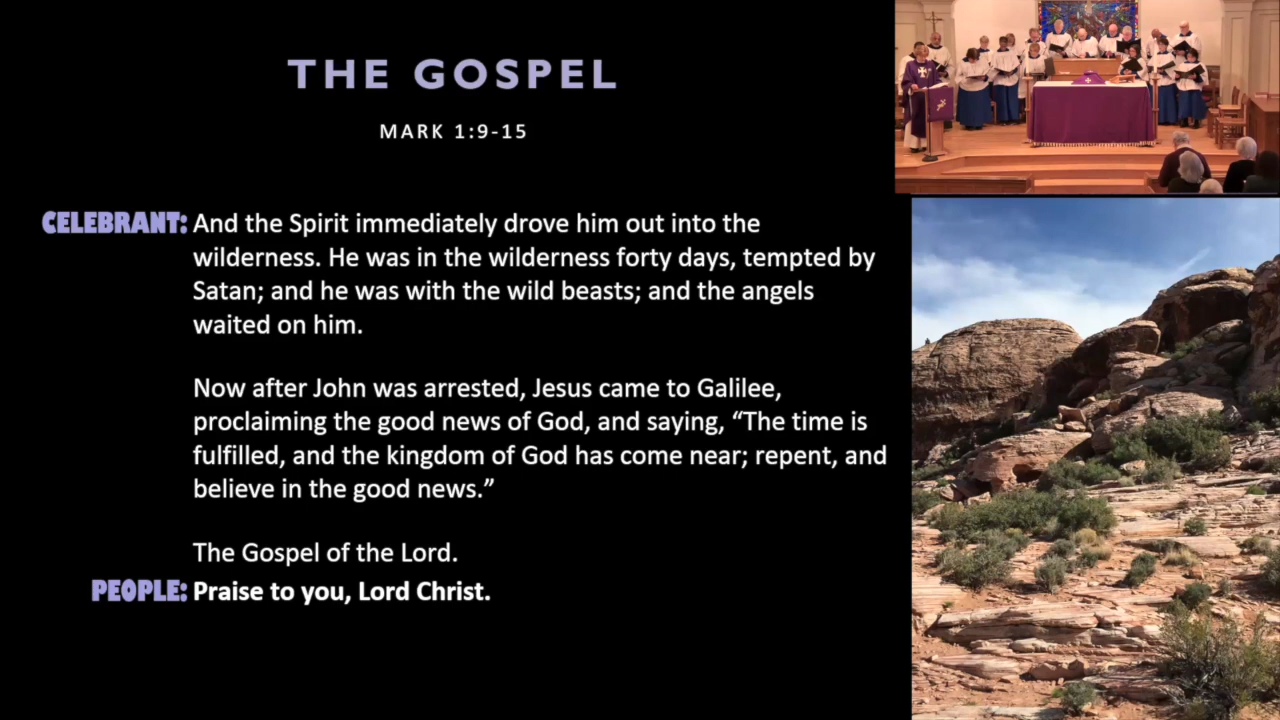 THE GOSPEL
MARK 1:9-15
CELEBRANT: And the Spirit immediately drove him out into the
wilderness. He was in the wilderness forty days, tempted by
Satan; and he was with the wild beasts; and the angels
waited on him.
Now after John was arrested, Jesus came to Galilee,
proclaiming the good news of God, and saying, “The time is
fulfilled, and the kingdom of God has come near; repent, and
believe in the good news.”
The Gospel of the Lord.
PEOPLE: Praise to you, Lord Christ.